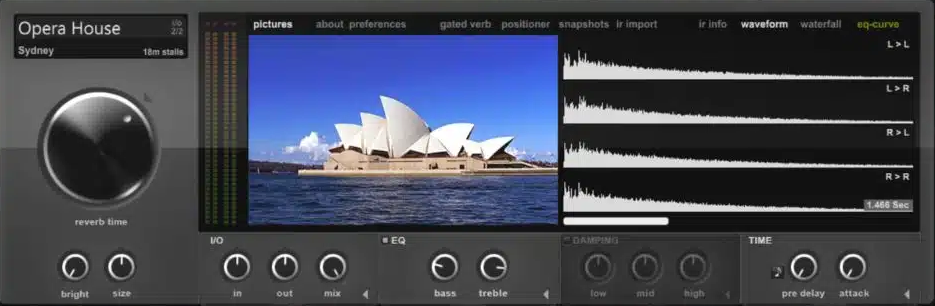 Opera House
i/o
2/2
Sydney
18m stalls
pictures about preferences gated verb positioner snapshots ir import ir info waveform waterfall eq-curve
L > L
L > R
R > L
R > R
1.466 Sec
reverb time
bright size
I/O
in out mix
EQ
bass treble
DAMPING
low mid high
TIME
pre delay attack